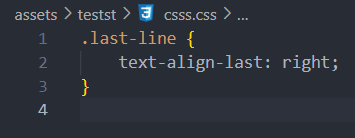 assets > testst > csss.css > ...
1 .last-line {
2     text-align-last: right;
3 }
4